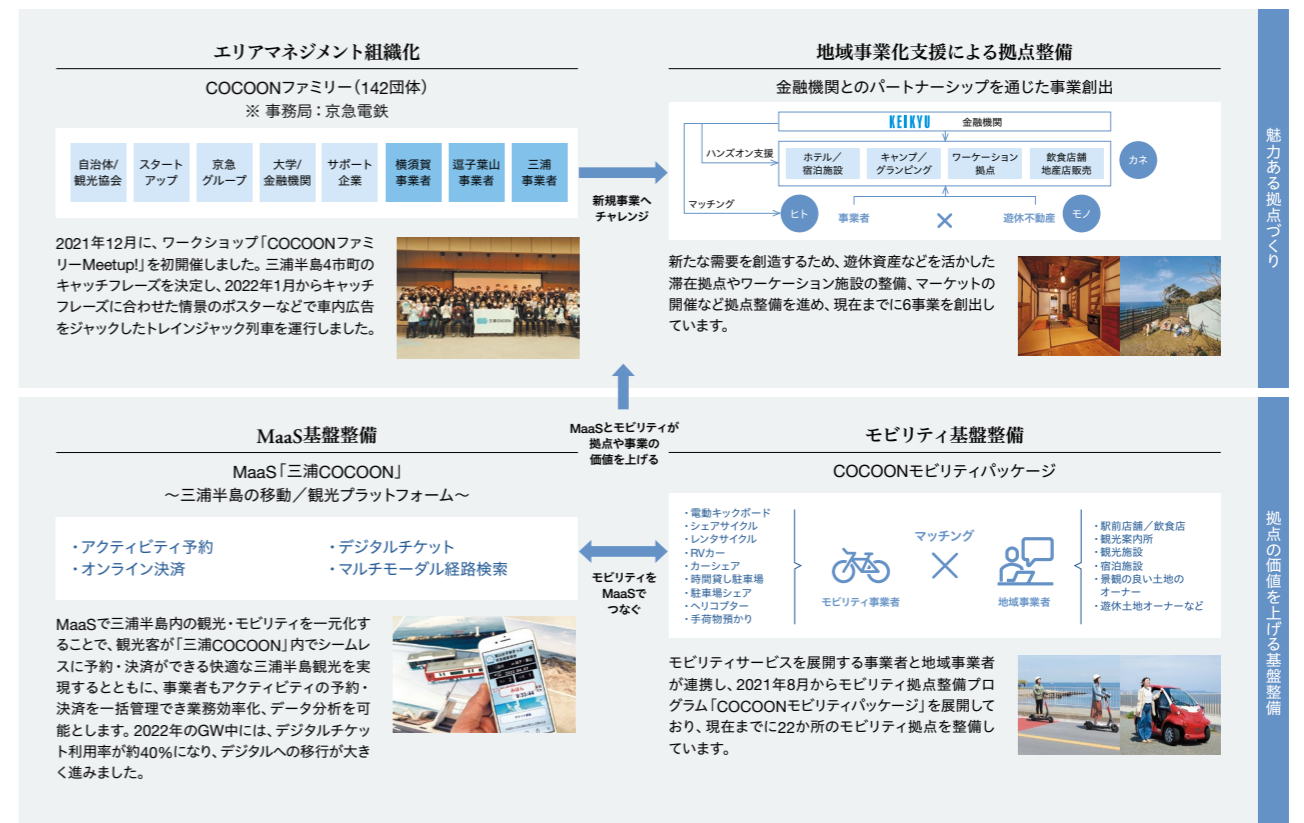 エリアマネジメント組織化
COCOONファミリー（142団体）
※ 事務局：京急電鉄
自治体/
観光協会
スタート
アップ
京急
グループ
大学/
金融機関
サポート
企業
横須賀
事業者
逗子葉山
事業者
三浦
事業者
2021年12月に、ワークショップ「COCOONファミ
リーMeetup!」を初開催しました。三浦半島4市町の
キャッチフレーズを決定し、2022年1月からキャッチ
フレーズに合わせた情景のポスターなどで車内広告
をジャックしたトレインジャック列車を運行しました。
三浦COCOON
新規事業へ
チャレンジ
地域事業化支援による拠点整備
金融機関とのパートナーシップを通じた事業創出
KEIKYU 金融機関
ハンズオン支援
ホテル／
宿泊施設
キャンプ／
グランピング
ワーケーション
拠点
飲食店舗
地産店販売
カネ
マッチング
ヒト
事業者
×
遊休不動産
モノ
新たな需要を創造するため、遊休資産などを活かした
滞在拠点やワーケーション施設の整備、マーケットの
開催など拠点整備を進め、現在までに6事業を創出し
ています。
魅力ある拠点づくり
MaaSとモビリティが
拠点や事業の
価値を上げる
MaaS基盤整備
MaaS「三浦COCOON」
～三浦半島の移動／観光プラットフォーム～
・アクティビティ予約
・オンライン決済
・デジタルチケット
・マルチモーダル経路検索
MaaSで三浦半島内の観光・モビリティを一元化す
ることで、観光客が「三浦COCOON」内でシームレ
スに予約・決済ができる快適な三浦半島観光を実
現するとともに、事業者もアクティビティの予約・
決済を一括管理でき業務効率化、データ分析を可
能とします。2022年のGW中には、デジタルチケッ
ト利用率が約40％になり、デジタルへの移行が大き
く進みました。
モビリティを
MaaSで
つなぐ
モビリティ基盤整備
COCOONモビリティパッケージ
・電動キックボード
・シェアサイクル
・レンタサイクル
・RVカー
・カーシェア
・時間貸し駐車場
・駐車場シェア
・ヘリコプター
・手荷物預かり
モビリティ事業者
マッチング
×
地域事業者
・駅前店舗／飲食店
・観光案内所
・観光施設
・宿泊施設
・景観の良い土地の
オーナー
・遊休土地オーナーなど
モビリティサービスを展開する事業者と地域事業者
が連携し、2021年8月からモビリティ拠点整備プロ
グラム「COCOONモビリティパッケージ」を展開して
おり、現在までに22か所のモビリティ拠点を整備し
ています。
拠点の価値を上げる基盤整備